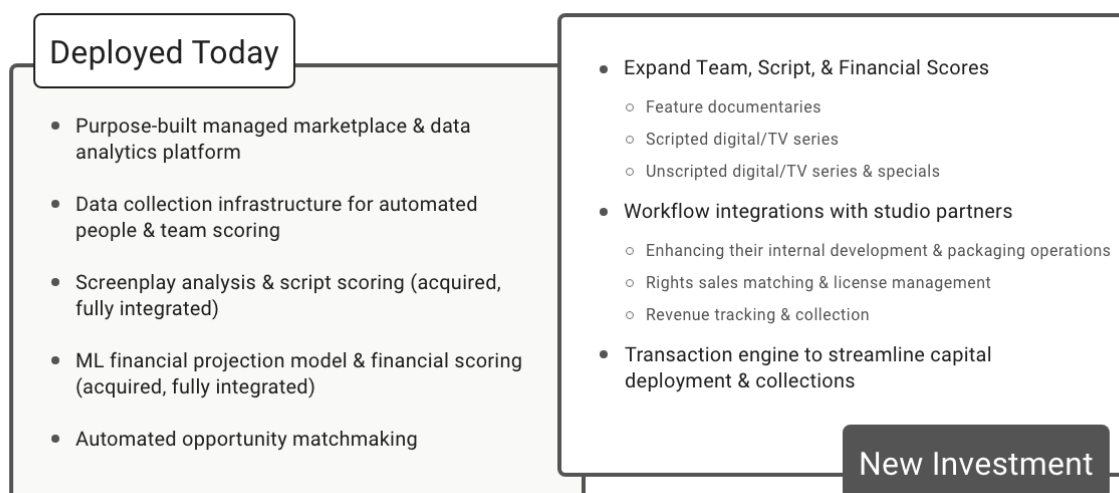 Deployed Today
• Purpose-built managed marketplace & data
analytics platform
• Data collection infrastructure for automated
people & team scoring
• Screenplay analysis & script scoring (acquired,
fully integrated)
• ML financial projection model & financial scoring
(acquired, fully integrated)
• Automated opportunity matchmaking
• Expand Team, Script, & Financial Scores
○ Feature documentaries
○ Scripted digital/TV series
○ Unscripted digital/TV series & specials
• Workflow integrations with studio partners
○ Enhancing their internal development & packaging operations
○ Rights sales matching & license management
○ Revenue tracking & collection
• Transaction engine to streamline capital
deployment & collections
New Investment